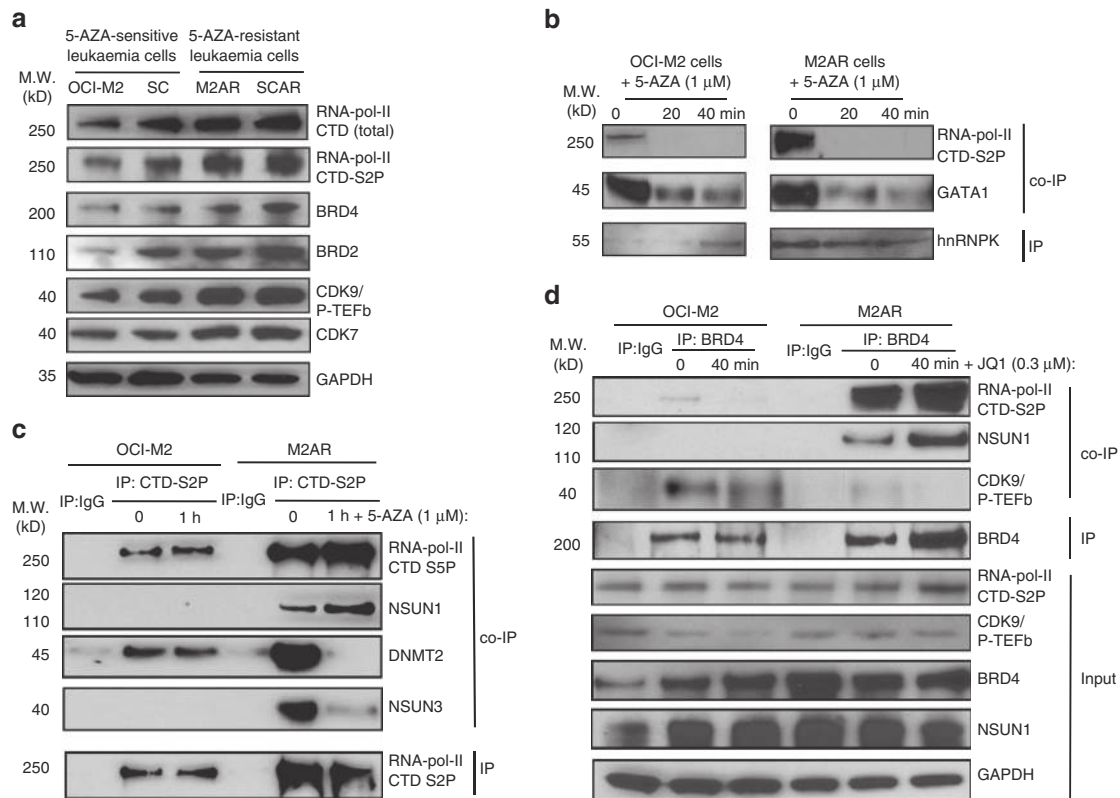 a
5-AZA-sensitive leukaemia cells
5-AZA-resistant leukaemia cells
M.W. (kD)
OCI-M2 SC M2AR SCAR
250 RNA-pol-II CTD (total)
250 RNA-pol-II CTD-S2P
200 BRD4
110 BRD2
40 CDK9/ P-TEFb
40 CDK7
35 GAPDH
b
OCI-M2 cells + 5-AZA (1 μM)
M2AR cells + 5-AZA (1 μM)
M.W. (kD)
0 20 40 min 0 20 40 min
250 RNA-pol-II CTD-S2P
45 GATA1
co-IP
55 hnRNPK IP
c
OCI-M2 M2AR
IP:IgG IP: CTD-S2P IP:IgG IP: CTD-S2P
M.W. (kD)
0 1 h 0 1 h + 5-AZA (1 μM):
250 RNA-pol-II CTD S5P
120
110 NSUN1
45 DNMT2
40 NSUN3
co-IP
250 RNA-pol-II CTD S2P IP
d
OCI-M2 M2AR
IP:IgG IP: BRD4 IP:IgG IP: BRD4
M.W. (kD)
0 40 min 0 40 min + JQ1 (0.3 μM):
250 RNA-pol-II CTD-S2P
120
110 NSUN1
40 CDK9/ P-TEFb
co-IP
200 BRD4 IP
RNA-pol-II CTD-S2P
CDK9/ P-TEFb
BRD4
NSUN1
GAPDH
Input